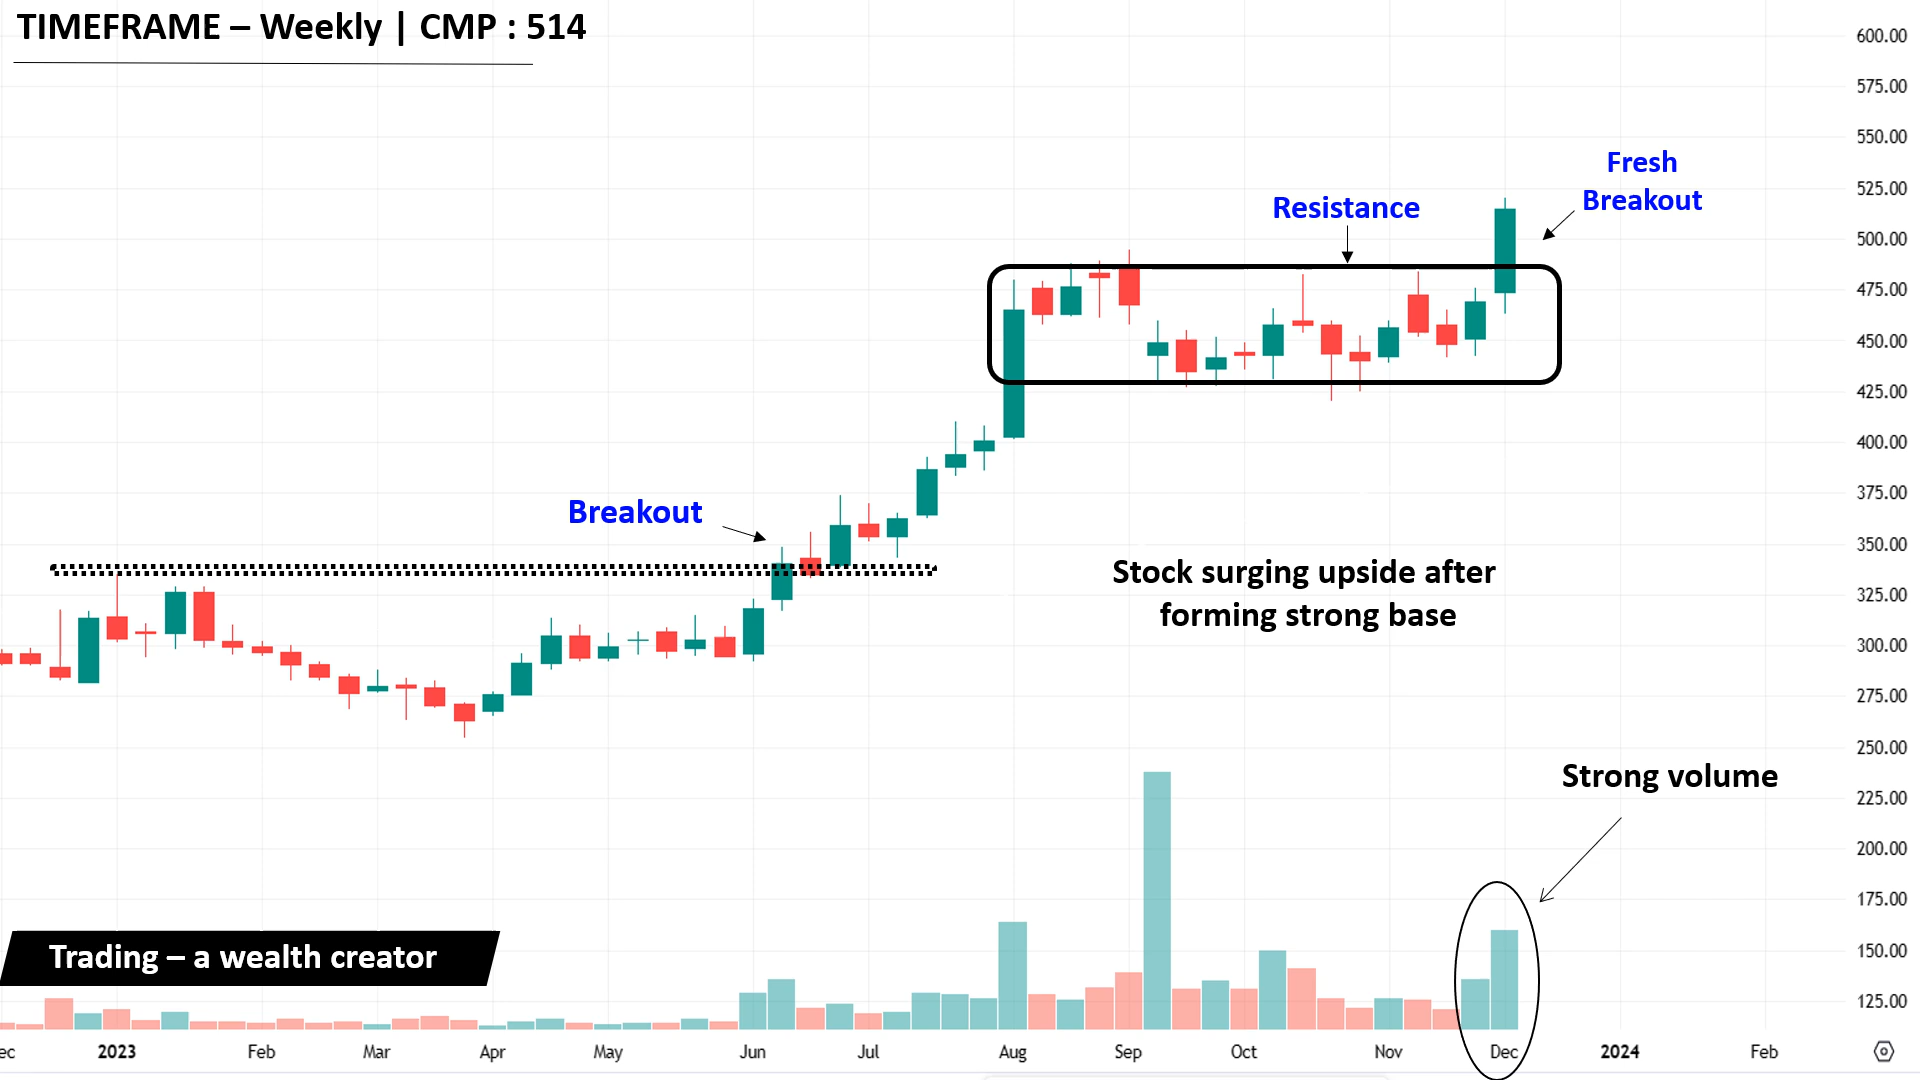 TIMEFRAME – Weekly | CMP : 514
600.00
575.00
550.00
Fresh
Breakout
525.00
Resistance
500.00
475.00
450.00
425.00
400.00
375.00
Breakout
350.00
Stock surging upside after
forming strong base
325.00
300.00
275.00
250.00
Strong volume
225.00
200.00
175.00
Trading – a wealth creator
150.00
125.00
ec 2023 Feb Mar Apr May Jun Jul Aug Sep Oct Nov Dec 2024 Feb